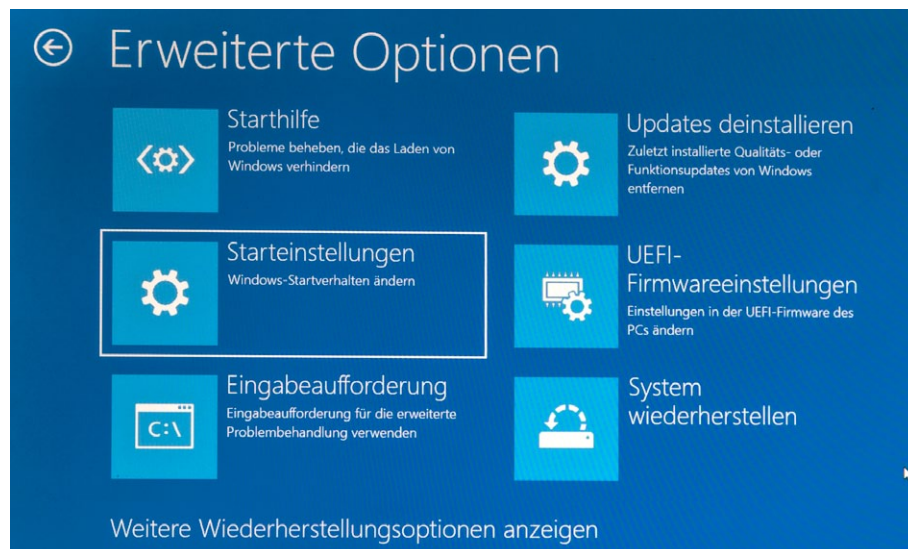 Erweiterte Optionen
Starthilfe
Probleme beheben, die das Laden von
Windows verhindern
Starteinstellungen
Windows-Startverhalten ändern
Eingabeaufforderung
Eingabeaufforderung für die erweiterte
Problembehandlung verwenden
C:\
Updates deinstallieren
Zuletzt installierte Qualitäts- oder
Funktionsupdates von Windows
entfernen
UEFI-
Firmwareeinstellungen
Einstellungen in der UEFI-Firmware des
PCs ändern
System
wiederherstellen
Weitere Wiederherstellungsoptionen anzeigen